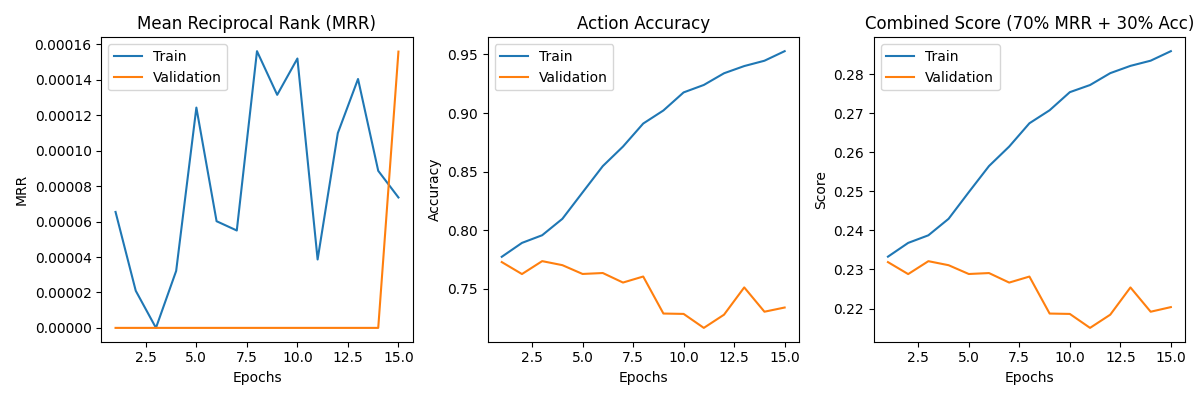 Mean Reciprocal Rank (MRR)
Train
Validation
0.00016
0.00014
0.00012
0.00010
0.00008
0.00006
0.00004
0.00002
0.00000
MRR
2.5 5.0 7.5 10.0 12.5 15.0
Epochs
Action Accuracy
Train
Validation
0.95
0.90
0.85
0.80
0.75
Accuracy
2.5 5.0 7.5 10.0 12.5 15.0
Epochs
Combined Score (70% MRR + 30% Acc)
Train
Validation
0.28
0.27
0.26
0.25
0.24
0.23
0.22
Score
2.5 5.0 7.5 10.0 12.5 15.0
Epochs